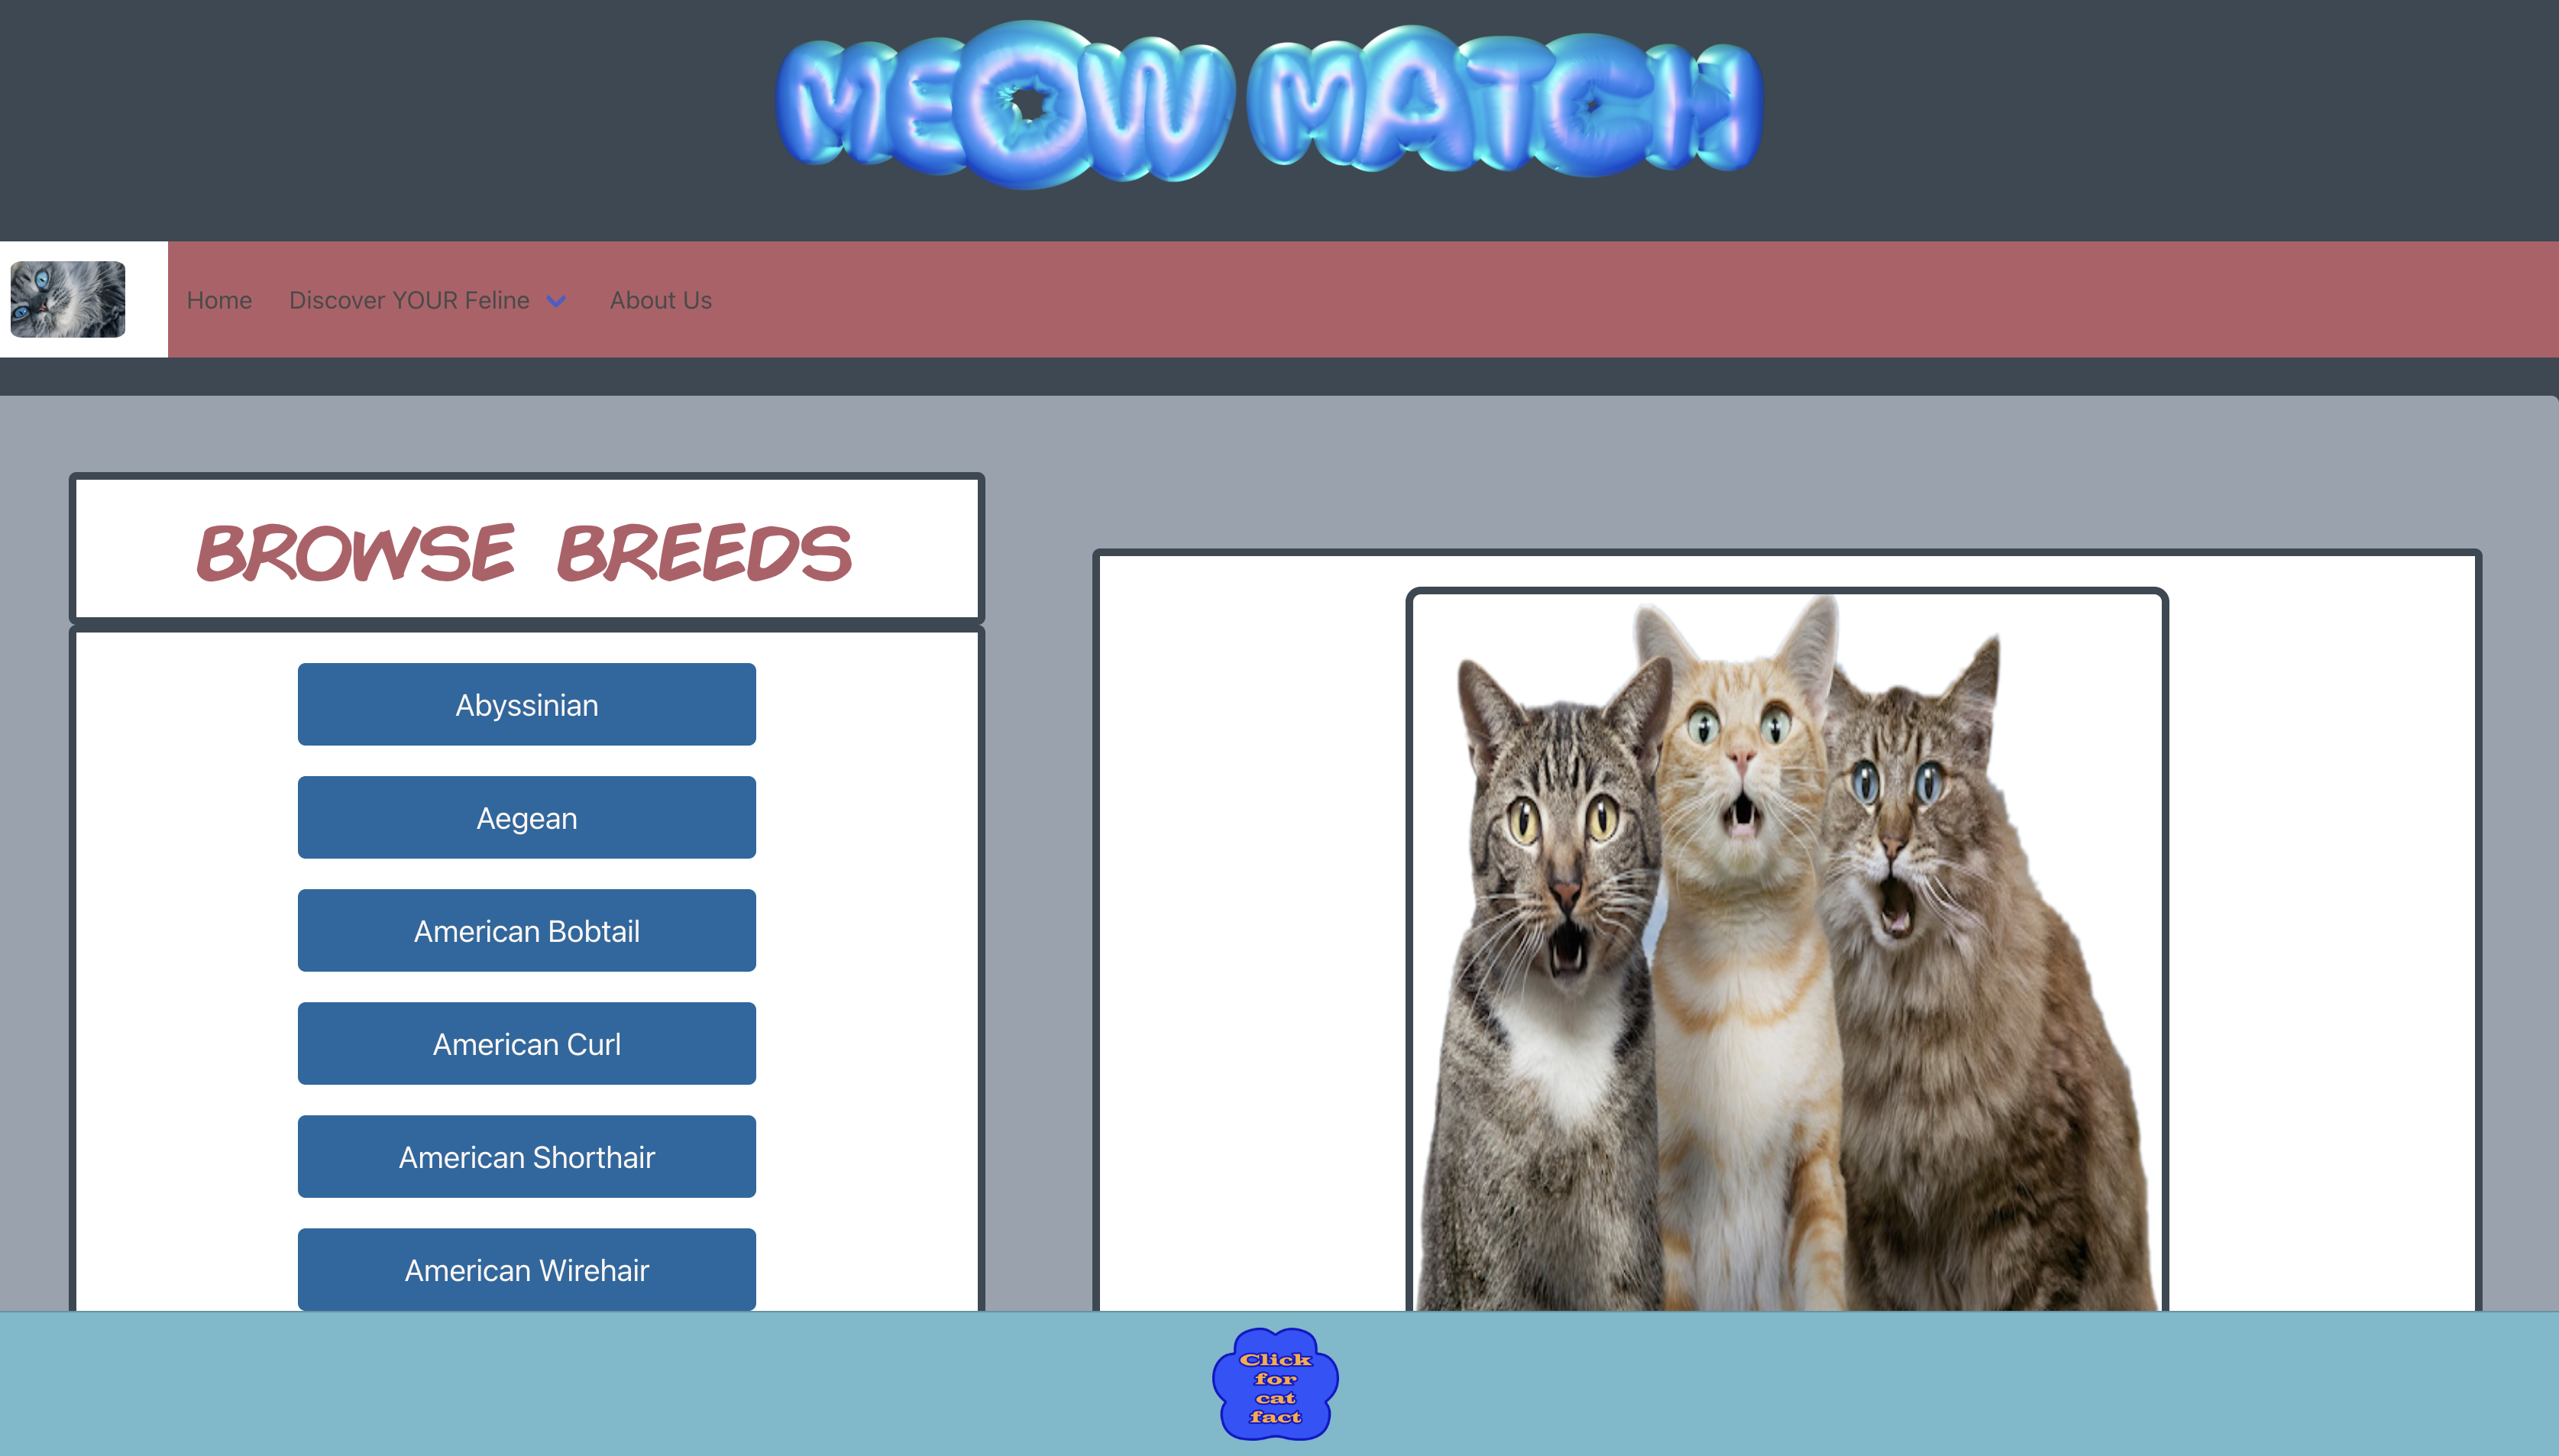 MEOW MATCH
Home Discover YOUR Feline About Us
BROWSE BREEDS
Abyssinian
Aegean
American Bobtail
American Curl
American Shorthair
American Wirehair
Click
for
cat
fact